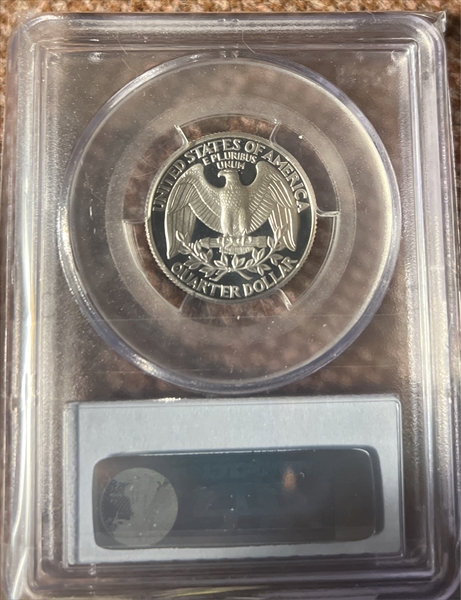 UNITED STATES OF AMERICA
E PLURIBUS
UNUM
QUARTER DOLLAR